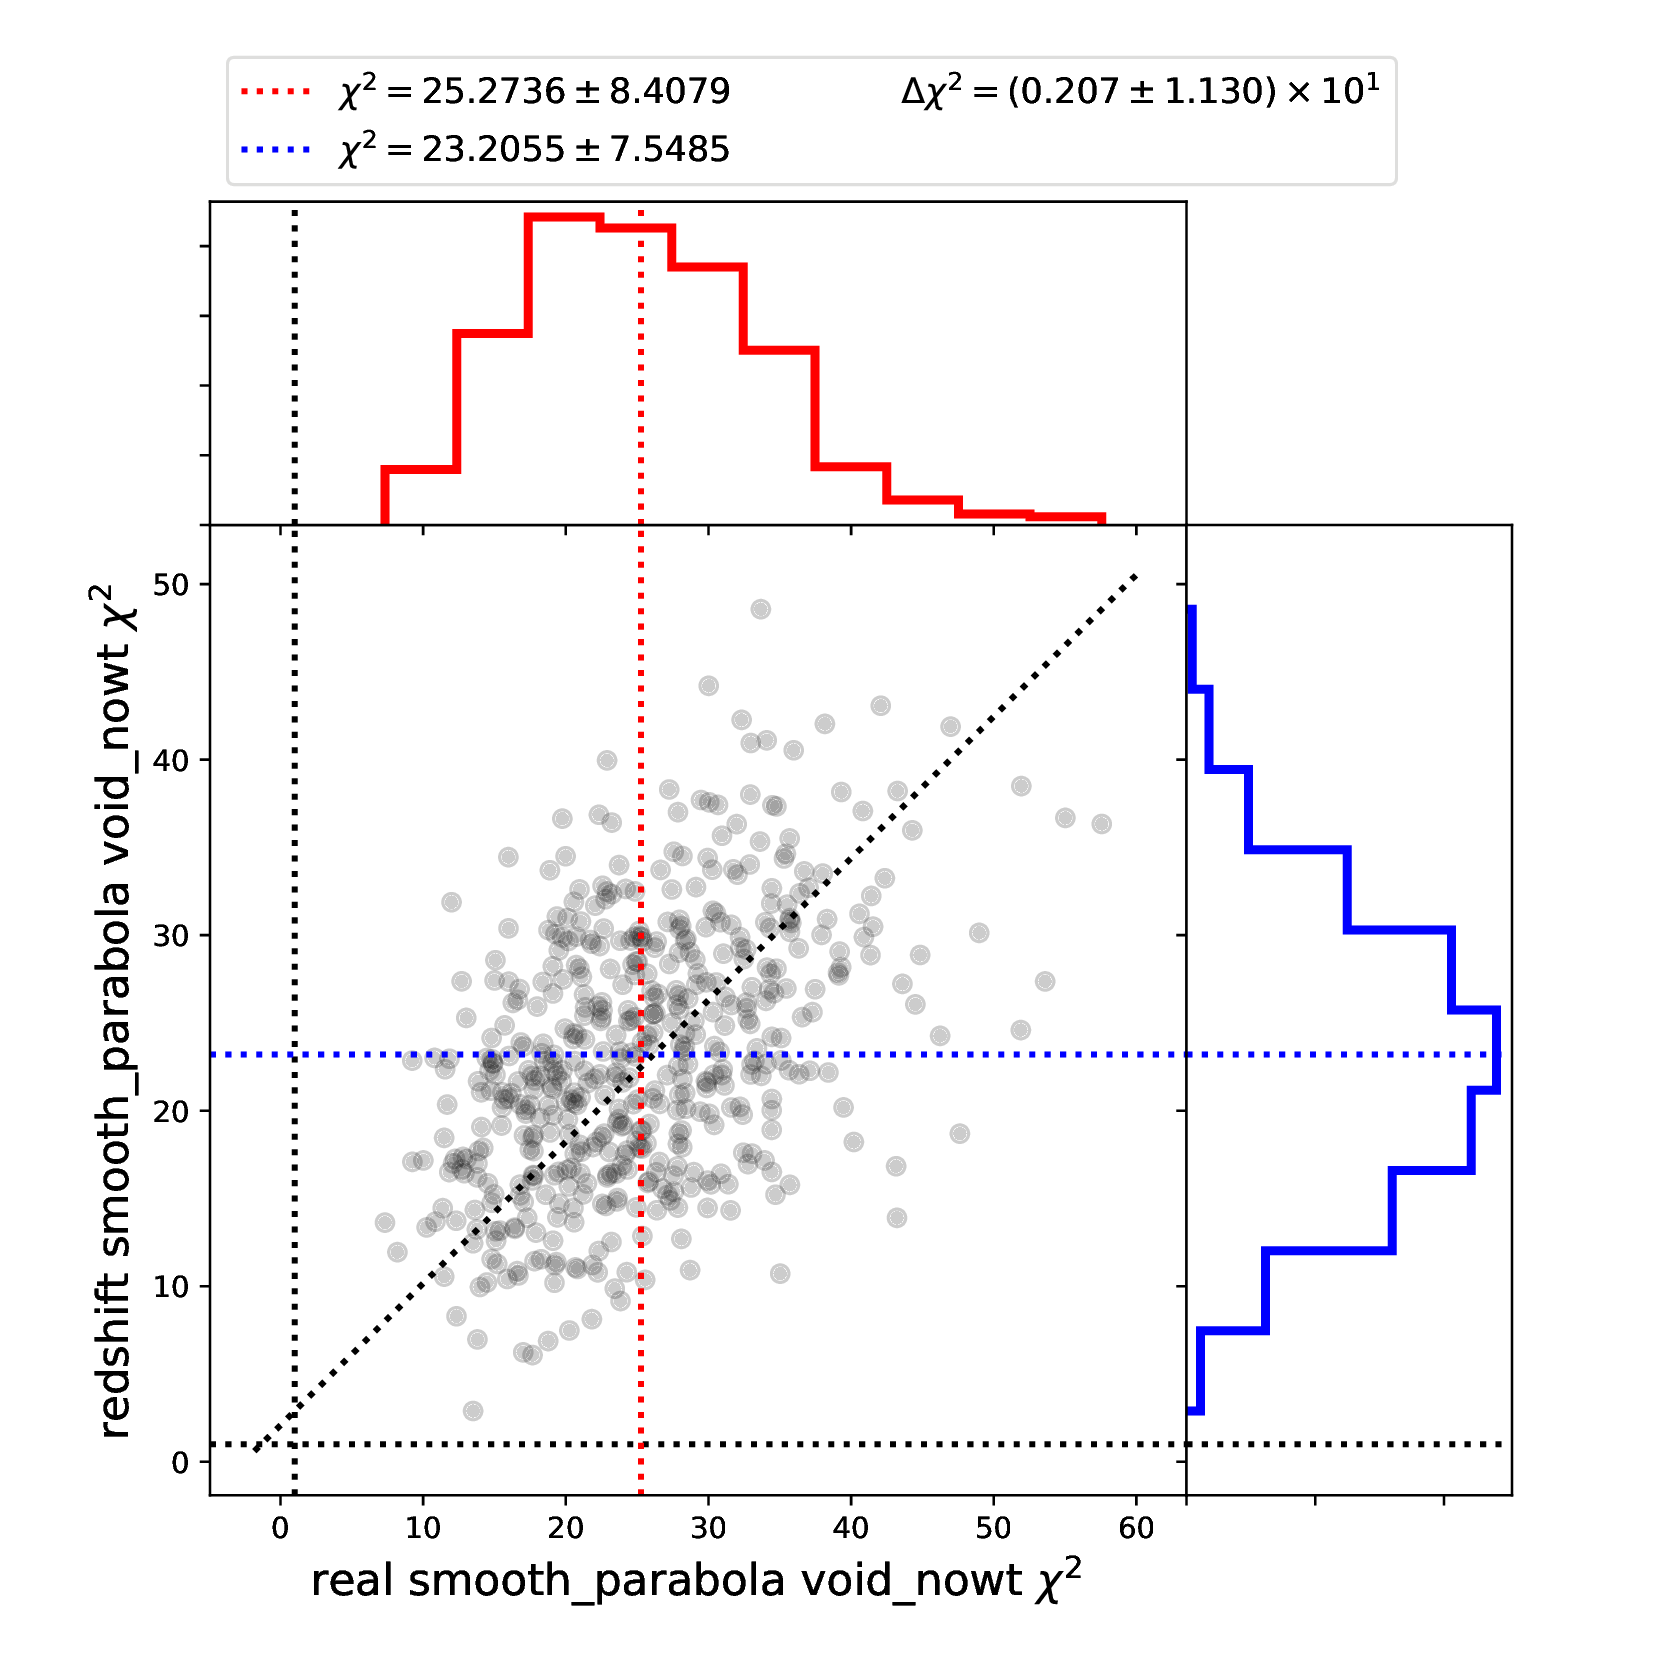 χ² = 25.2736 ± 8.4079 Δχ² = (0.207 ± 1.130) × 10¹
χ² = 23.2055 ± 7.5485
redshift smooth_parabola void_nowt χ²
50
40
30
20
10
0
0 10 20 30 40 50 60
real smooth_parabola void_nowt χ²